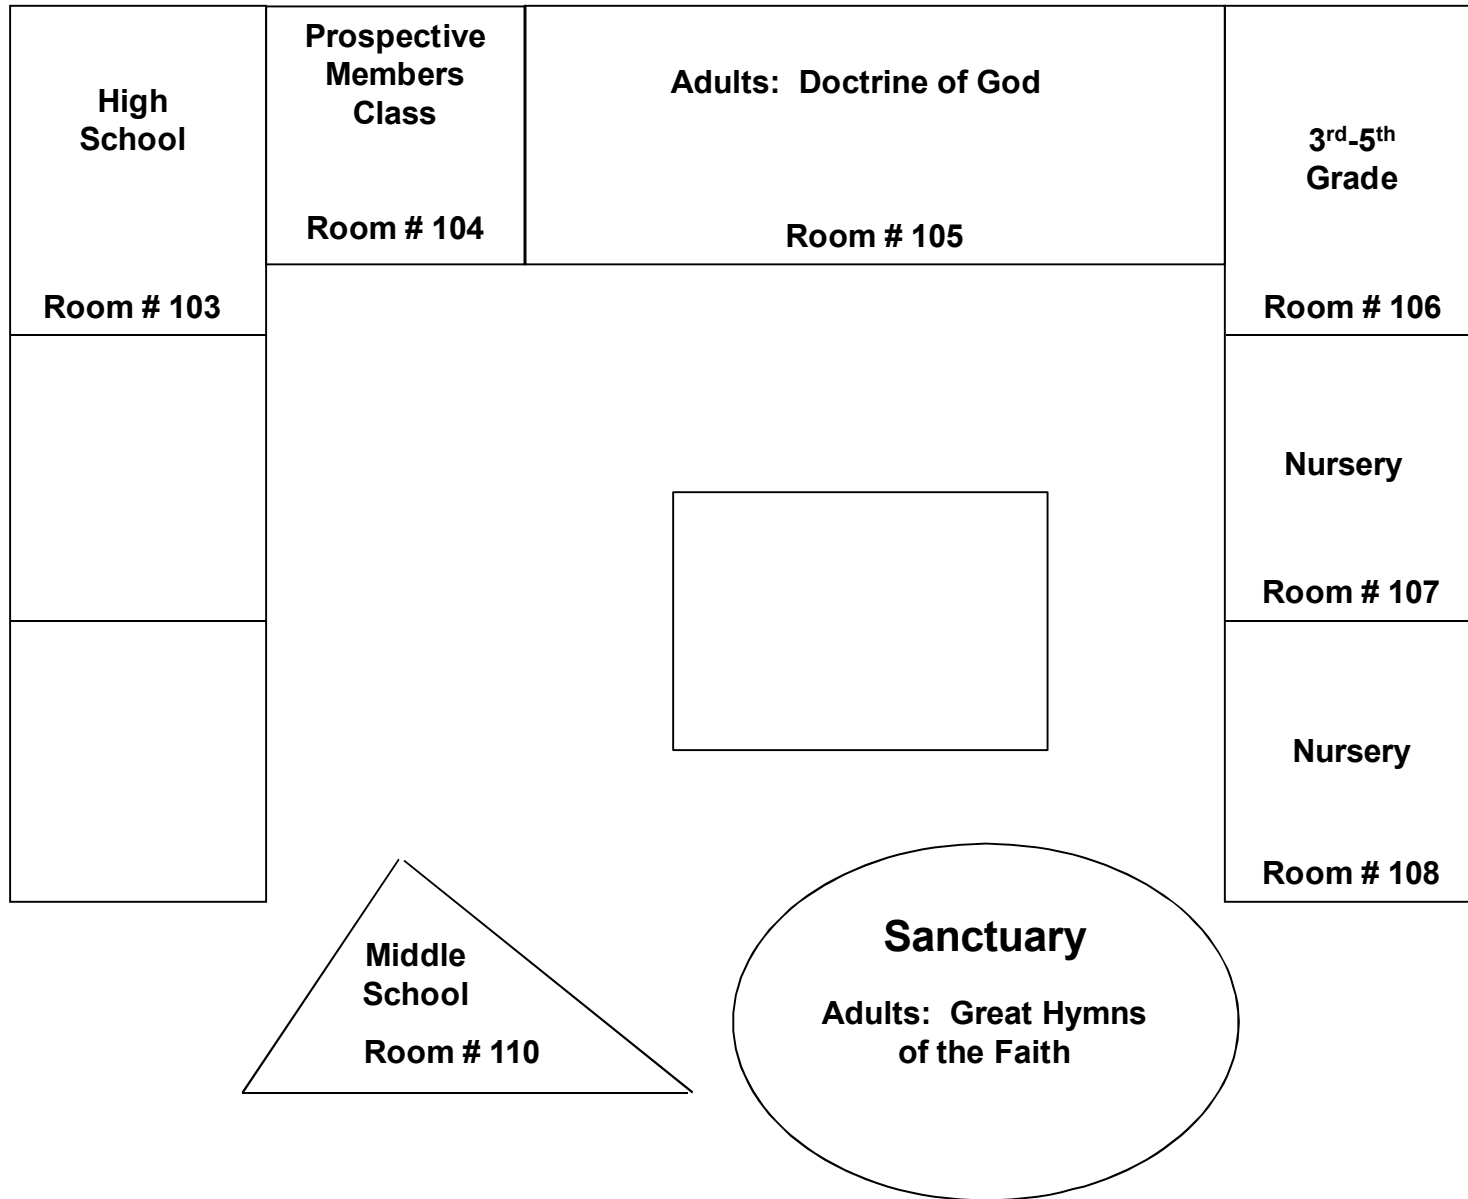 High
School
Room # 103
Prospective
Members
Class
Room # 104
Adults:  Doctrine of God
Room # 105
3rd-5th
Grade
Room # 106
Nursery
Room # 107
Nursery
Room # 108
Middle
School
Room # 110
Sanctuary
Adults:  Great Hymns
of the Faith